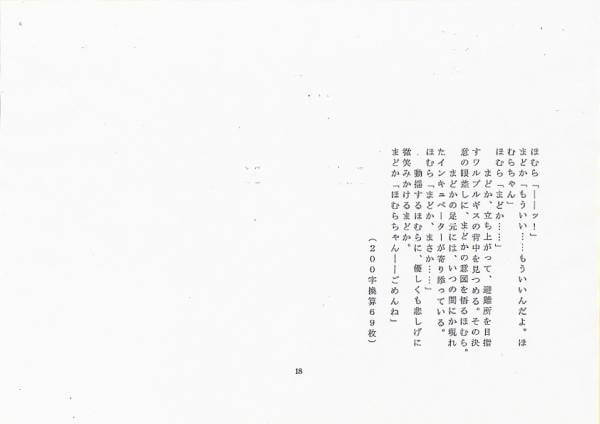 ほむら「――ッ！」
まどか「もういい……もういいんだよ。ほ
むらちゃん」
ほむら「まどか……」
まどか、立ち上がって、避難所を目指
すワルプルギスの背中を見つめる。その決
意の眼差しに、まどかの意図を悟るほむら。
まどかの足元には、いつの間にか現れ
たインキュベーターが寄り添っている。
ほむら「まどか、まさか……」
動揺するほむらに、優しくも悲しげに
微笑みかけるまどか。
まどか「ほむらちゃん――ごめんね」
（２００字換算６９枚）
18